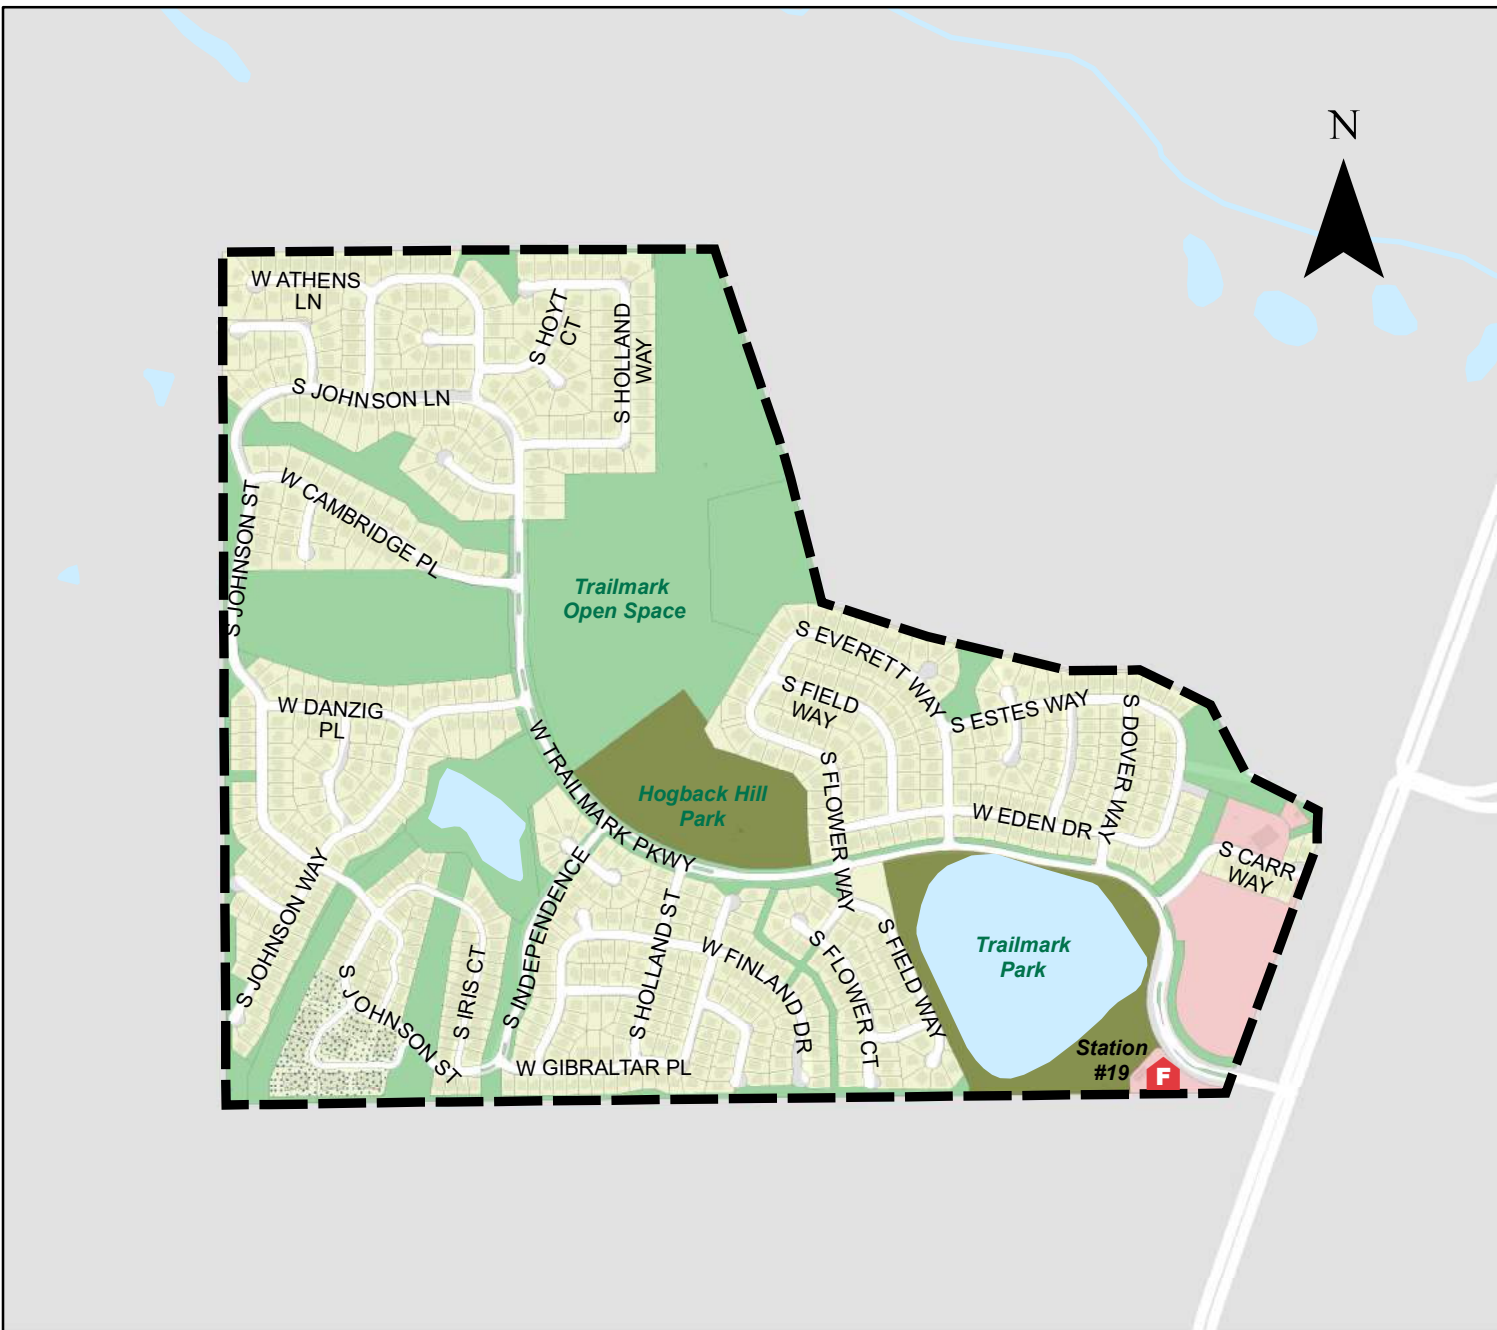 N
W ATHENS
LN
S HOYT
CT
S HOLLAND
WAY
S JOHNSON LN
W CAMBRIDGE PL
S JOHNSON ST
Trailmark
Open Space
S EVERETT WAY
S FIELD
WAY
S ESTES WAY
S DOVER WAY
W DANZIG
PL
W TRAILMARK PKWY
S FLOWER WAY
Hogback Hill
Park
W EDEN DR
S CARR
WAY
S JOHNSON WAY
S INDEPENDENCE
S HOLLAND ST
W FINLAND DR
S FLOWER CT
S FIELD WAY
Trailmark
Park
S IRIS CT
S JOHNSON ST
W GIBRALTAR PL
Station
#19
F